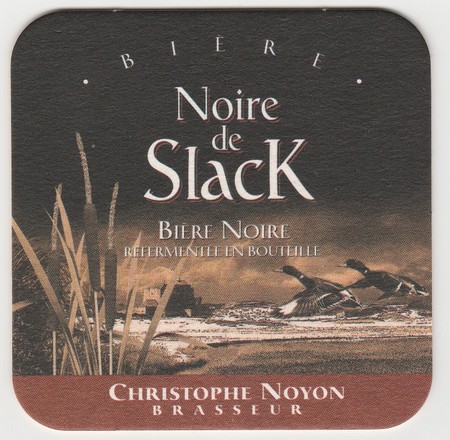 BIÈRE
Noire
de
SlacK
BIÈRE NOIRE
REFERMENTÉE EN BOUTEILLE
CHRISTOPHE NOYON
BRASSEUR